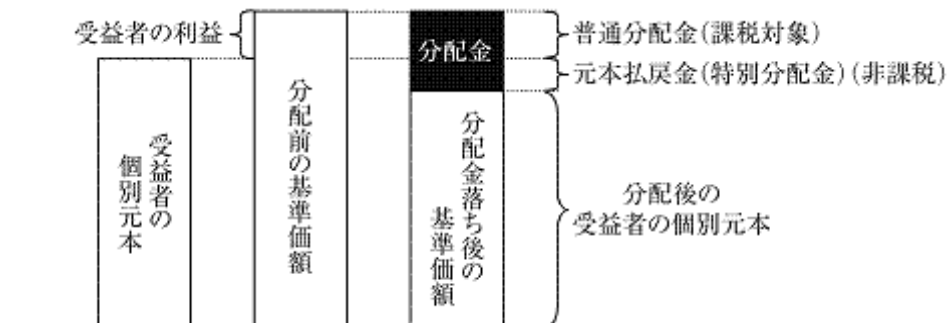 受益者の利益
受益者の
個別元本
分配前の基準価額
分配金
分配金落ち後の
基準価額
普通分配金(課税対象)
元本払戻金(特別分配金)(非課税)
分配後の
受益者の個別元本